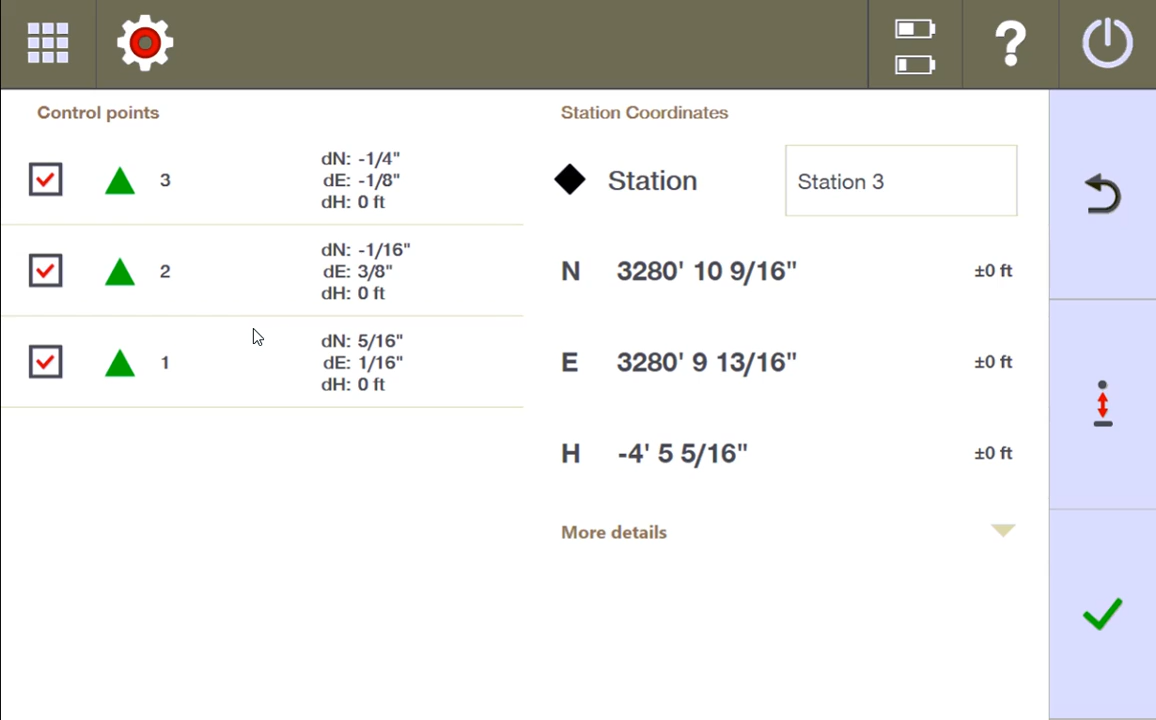 Control points
3
dN: -1/4"
dE: -1/8"
dH: 0 ft
2
dN: -1/16"
dE: 3/8"
dH: 0 ft
1
dN: 5/16"
dE: 1/16"
dH: 0 ft
Station Coordinates
Station Station 3
N 3280' 10 9/16" ±0 ft
E 3280' 9 13/16" ±0 ft
H -4' 5 5/16" ±0 ft
More details